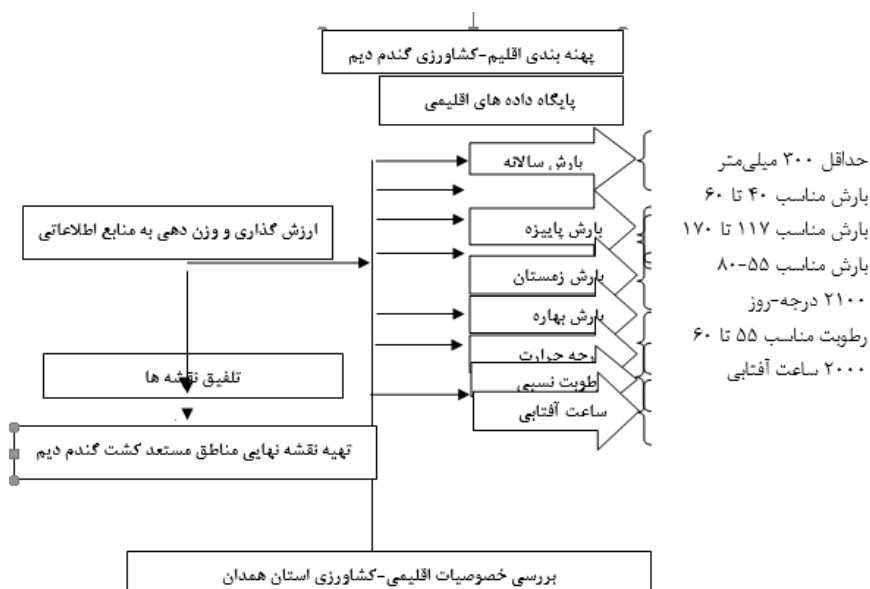 پهنه بندی اقلیم-کشاورزی گندم دیم
پایگاه داده های اقلیمی
بارش سالانه
حداقل ۳۰۰ میلی‌متر
بارش مناسب ۴۰ تا ۶۰
ارزش گذاری و وزن دهی به منابع اطلاعاتی
بارش پاییزه
بارش مناسب ۱۱۷ تا ۱۷۰
بارش زمستان
بارش مناسب ۵۵-۸۰
۲۱۰۰ درجه-روز
بارش بهاره
رطوبت مناسب ۵۵ تا ۶۰
حرارت
نسبی
۲۰۰۰ ساعت آفتابی
تلفیق نقشه ها
ساعت آفتابی
تهیه نقشه نهایی مناطق مستعد کشت گندم دیم
بررسی خصوصیات اقلیمی-کشاورزی استان همدان